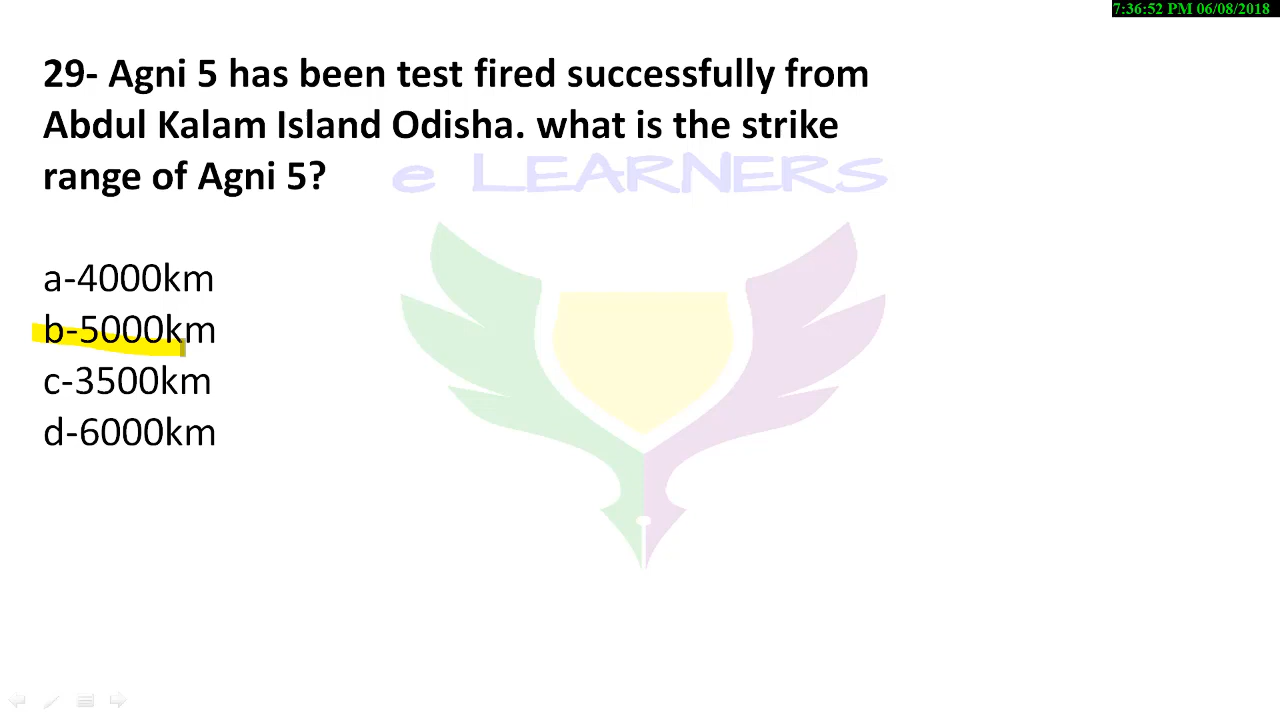 7:36:52 PM 06/08/2018
29- Agni 5 has been test fired successfully from
Abdul Kalam Island Odisha. what is the strike
range of Agni 5?
e LEARNERS
a-4000km
b-5000km
c-3500km
d-6000km